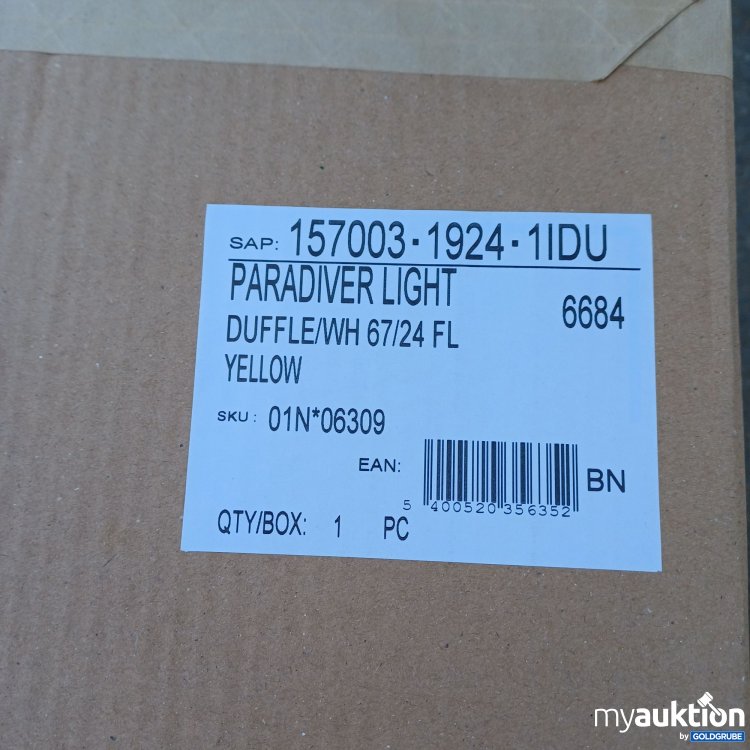 SAP: 157003-1924-1IDU
PARADIVER LIGHT
6684
DUFFLE/WH 67/24 FL
YELLOW
SKU: 01N*06309
EAN:
5 400520 356352
BN
QTY/BOX: 1 PC
myauktion
by GOLDGRUBE